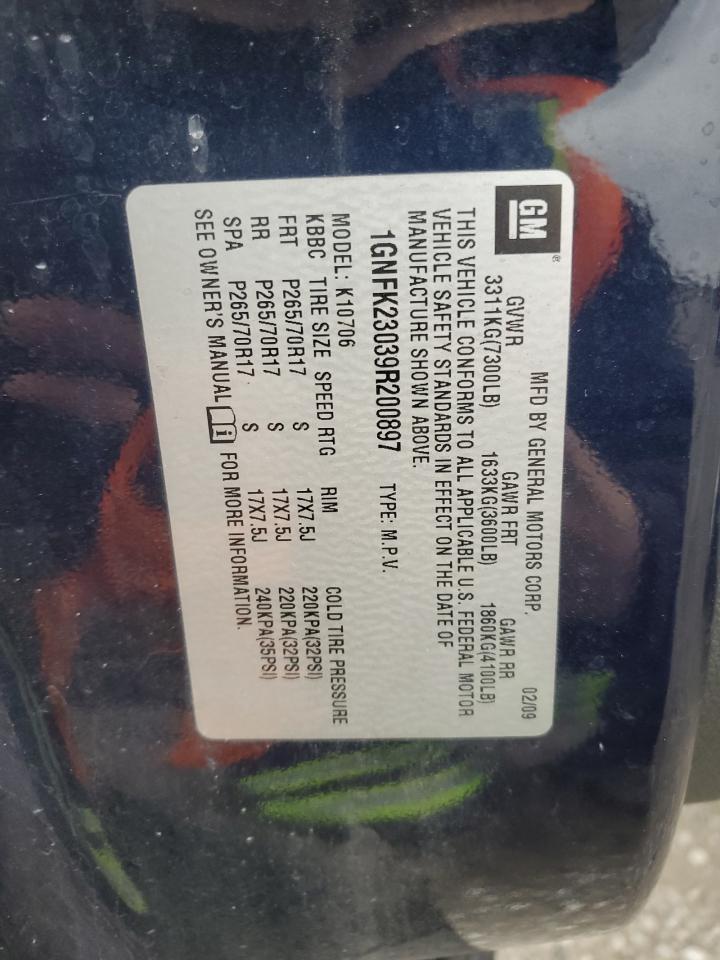 GM®
MFD BY GENERAL MOTORS CORP. 02/09
GVWR GAWR FRT GAWR RR
3311KG(7300LB) 1633KG(3600LB) 1860KG(4100LB)
THIS VEHICLE CONFORMS TO ALL APPLICABLE U.S. FEDERAL MOTOR
VEHICLE SAFETY STANDARDS IN EFFECT ON THE DATE OF
MANUFACTURE SHOWN ABOVE.
1GNFK23039R200897 TYPE: M.P.V.
MODEL: K10706
KBBC TIRE SIZE SPEED RTG RIM COLD TIRE PRESSURE
FRT P265/70R17 S 17X7.5J 220KPA(32PSI)
RR P265/70R17 S 17X7.5J 220KPA(32PSI)
SPA P265/70R17 S 17X7.5J 240KPA(35PSI)
SEE OWNER'S MANUAL i FOR MORE INFORMATION.